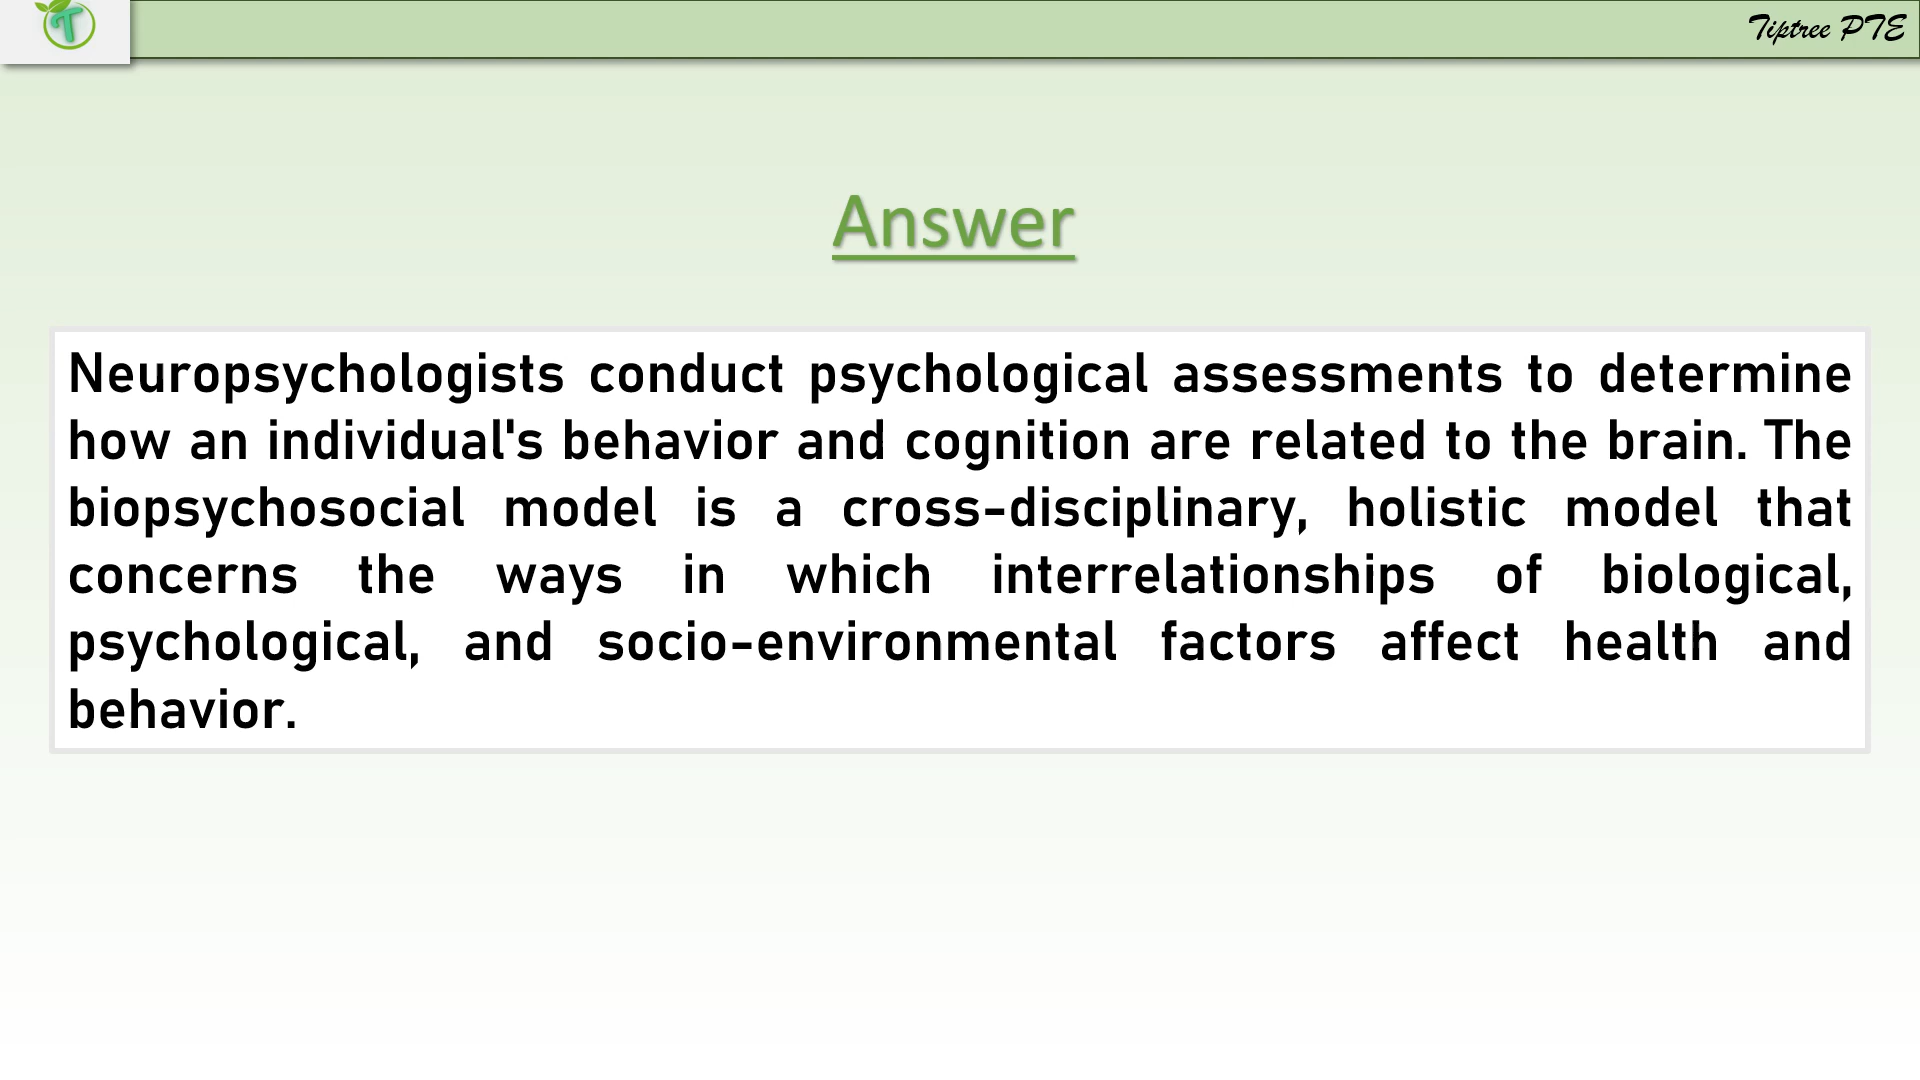 T
Tiptree PTE
Answer
Neuropsychologists conduct psychological assessments to determine
how an individual's behavior and cognition are related to the brain. The
biopsychosocial model is a cross-disciplinary, holistic model that
concerns the ways in which interrelationships of biological,
psychological, and socio-environmental factors affect health and
behavior.